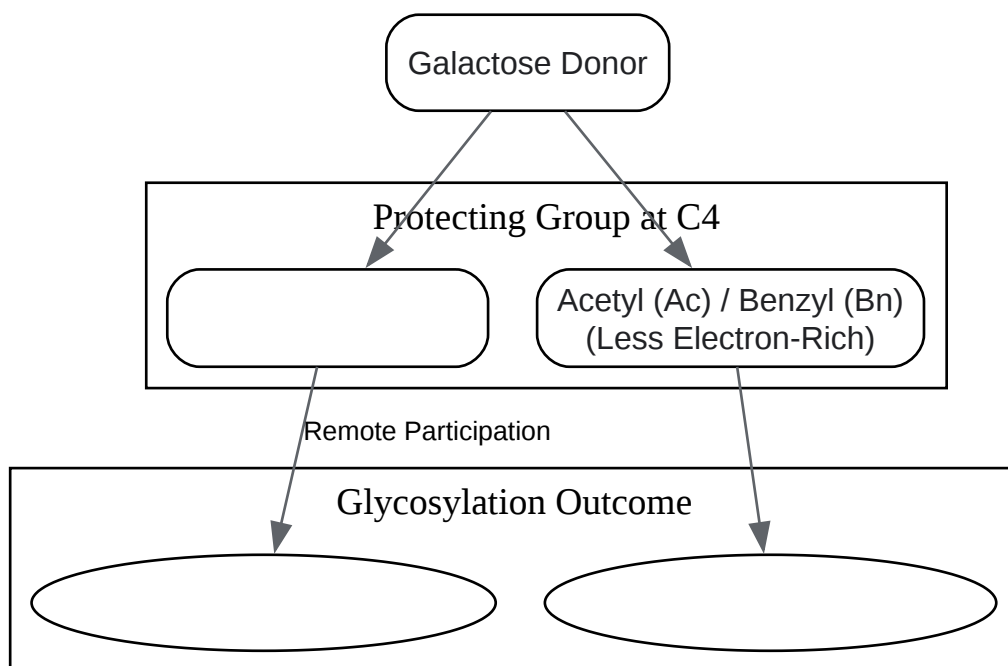 Galactose Donor
Protecting Group at C4
Acetyl (Ac) / Benzyl (Bn)
(Less Electron-Rich)
Remote Participation
Glycosylation Outcome